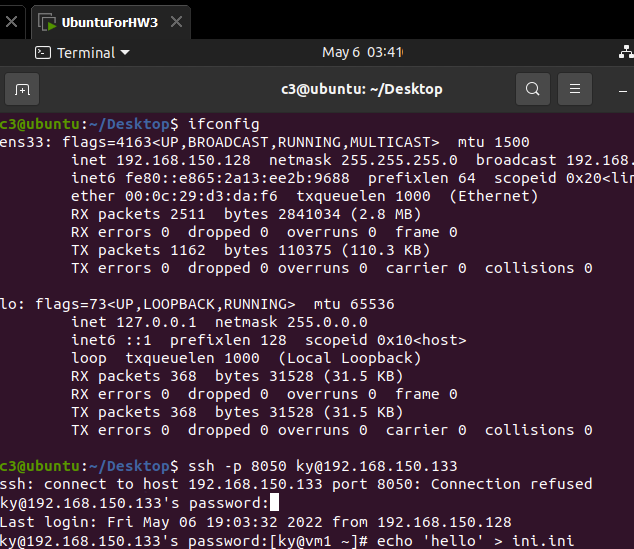 UbuntuForHW3
Terminal May 6 03:41
c3@ubuntu: ~/Desktop
c3@ubuntu:~/Desktop$ ifconfig
ens33: flags=4163<UP,BROADCAST,RUNNING,MULTICAST>  mtu 1500
        inet 192.168.150.128  netmask 255.255.255.0  broadcast 192.168.
        inet6 fe80::e865:2a13:ee2b:9688  prefixlen 64  scopeid 0x20<lin
        ether 00:0c:29:d3:da:f6  txqueuelen 1000  (Ethernet)
        RX packets 2511  bytes 2841034 (2.8 MB)
        RX errors 0  dropped 0  overruns 0  frame 0
        TX packets 1162  bytes 110375 (110.3 KB)
        TX errors 0  dropped 0 overruns 0  carrier 0  collisions 0
lo: flags=73<UP,LOOPBACK,RUNNING>  mtu 65536
        inet 127.0.0.1  netmask 255.0.0.0
        inet6 ::1  prefixlen 128  scopeid 0x10<host>
        loop  txqueuelen 1000  (Local Loopback)
        RX packets 368  bytes 31528 (31.5 KB)
        RX errors 0  dropped 0  overruns 0  frame 0
        TX packets 368  bytes 31528 (31.5 KB)
        TX errors 0  dropped 0 overruns 0  carrier 0  collisions 0
c3@ubuntu:~/Desktop$ ssh -p 8050 ky@192.168.150.133
ssh: connect to host 192.168.150.133 port 8050: Connection refused
ky@192.168.150.133's password:
Last login: Fri May 06 19:03:32 2022 from 192.168.150.128
ky@192.168.150.133's password:[ky@vm1 ~]# echo 'hello' > ini.ini